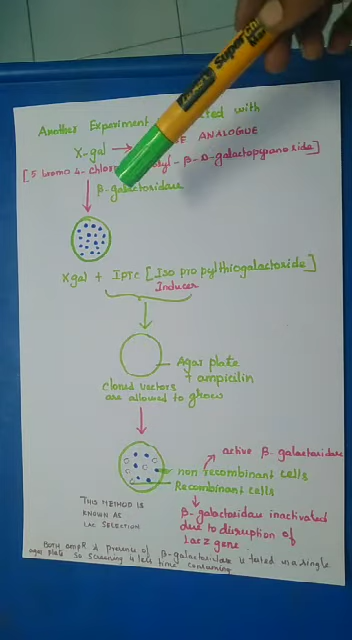 Another Experiment with
X-gal → ANALOGUE
[5 bromo 4- - β-D-galactopyranoside]
β-galactosidase
Xgal + IPTG [Iso propylthiogalactoside]
Inducer
Agar plate
+ ampicilin
cloned vectors
are allowed to grow
active β-galactosidase
non recombinant cells
Recombinant cells
β-galactosidase inactivated
due to disruption of
Lac Z gene
THIS METHOD IS
KNOWN AS
LAC SELECTION
BOTH ampR & presence of β-galactosidase is tested in a single
agar plate so screening is less time consuming